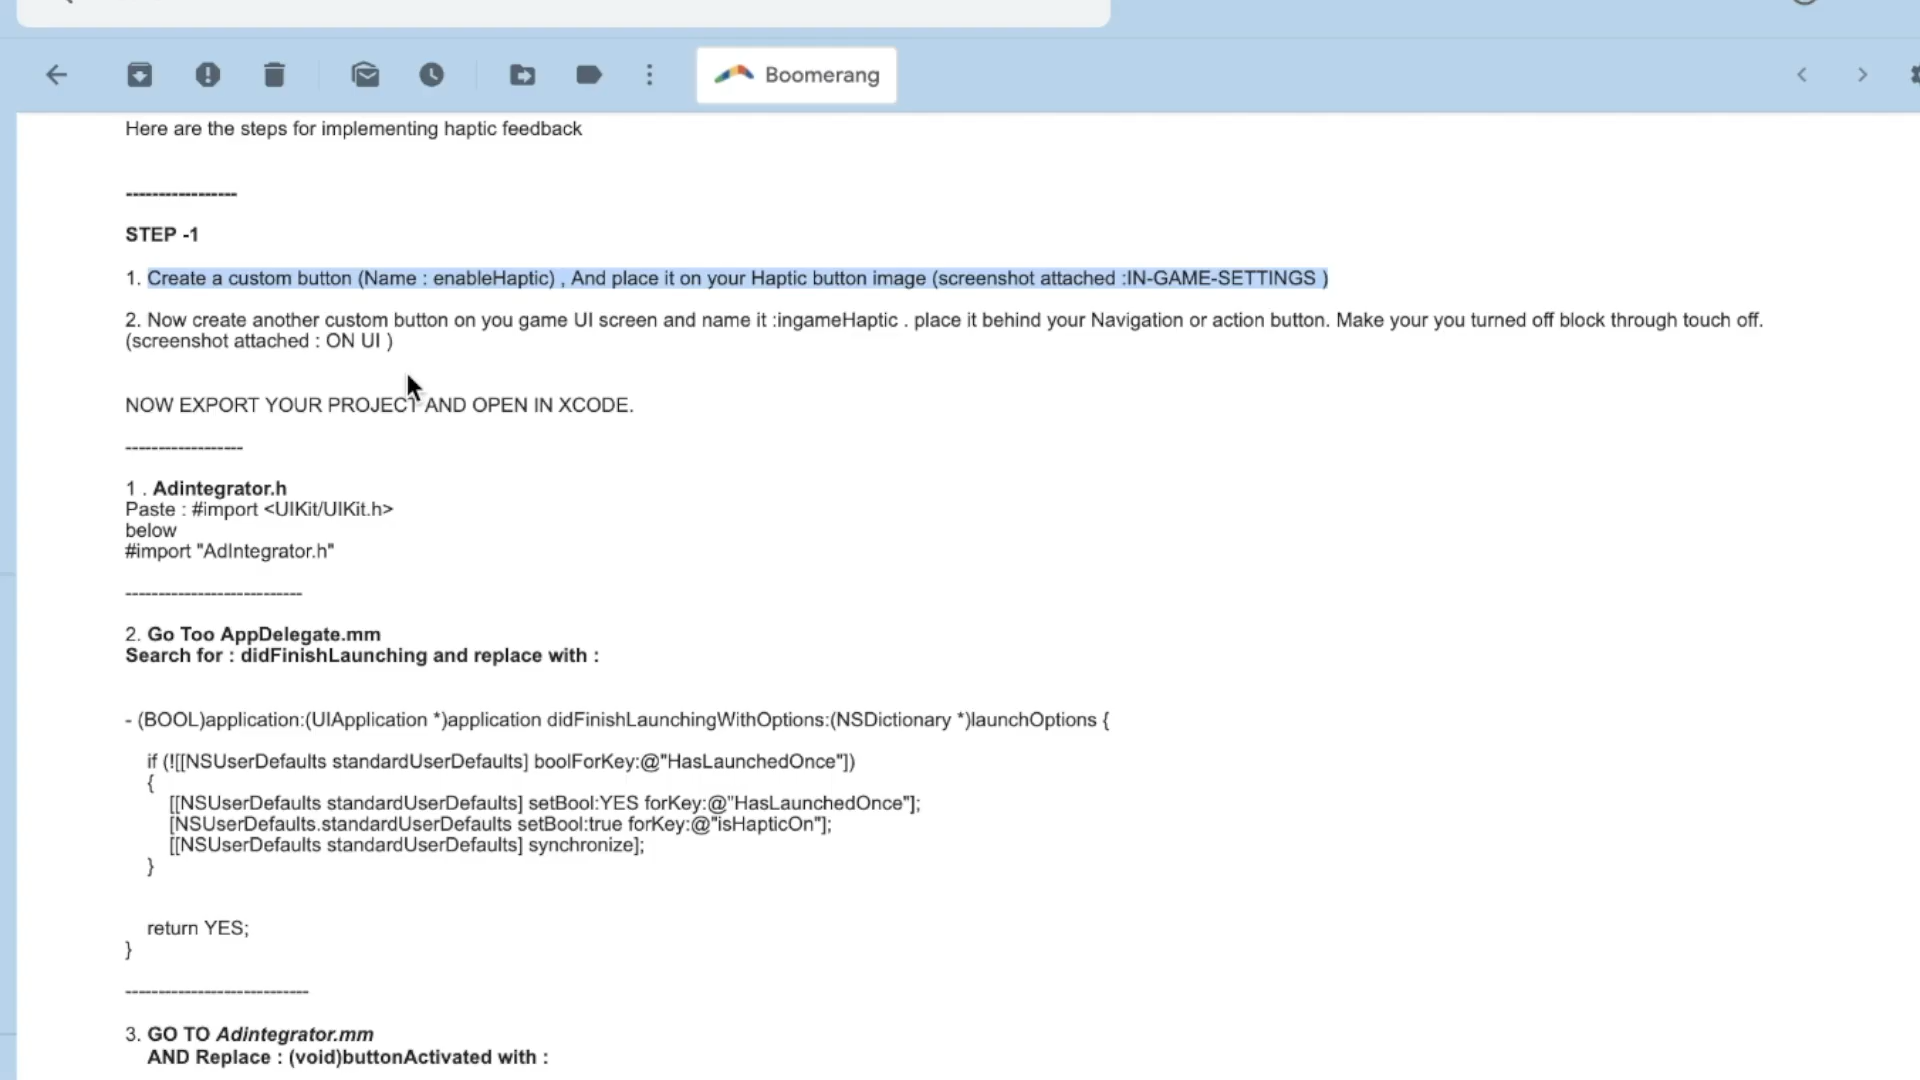 Boomerang
Here are the steps for implementing haptic feedback
-----------------
STEP -1
1. Create a custom button (Name : enableHaptic) , And place it on your Haptic button image (screenshot attached :IN-GAME-SETTINGS )
2. Now create another custom button on you game UI screen and name it :ingameHaptic . place it behind your Navigation or action button. Make your you turned off block through touch off.
(screenshot attached : ON UI )
NOW EXPORT YOUR PROJECT AND OPEN IN XCODE.
------------------
1 . Adintegrator.h
Paste : #import <UIKit/UIKit.h>
below
#import "AdIntegrator.h"
---------------------------
2. Go Too AppDelegate.mm
Search for : didFinishLaunching and replace with :
- (BOOL)application:(UIApplication *)application didFinishLaunchingWithOptions:(NSDictionary *)launchOptions {
if (![[NSUserDefaults standardUserDefaults] boolForKey:@"HasLaunchedOnce"])
{
[[NSUserDefaults standardUserDefaults] setBool:YES forKey:@"HasLaunchedOnce"];
[NSUserDefaults.standardUserDefaults setBool:true forKey:@"isHapticOn"];
[[NSUserDefaults standardUserDefaults] synchronize];
}
return YES;
}
----------------------------
3. GO TO Adintegrator.mm
AND Replace : (void)buttonActivated with :